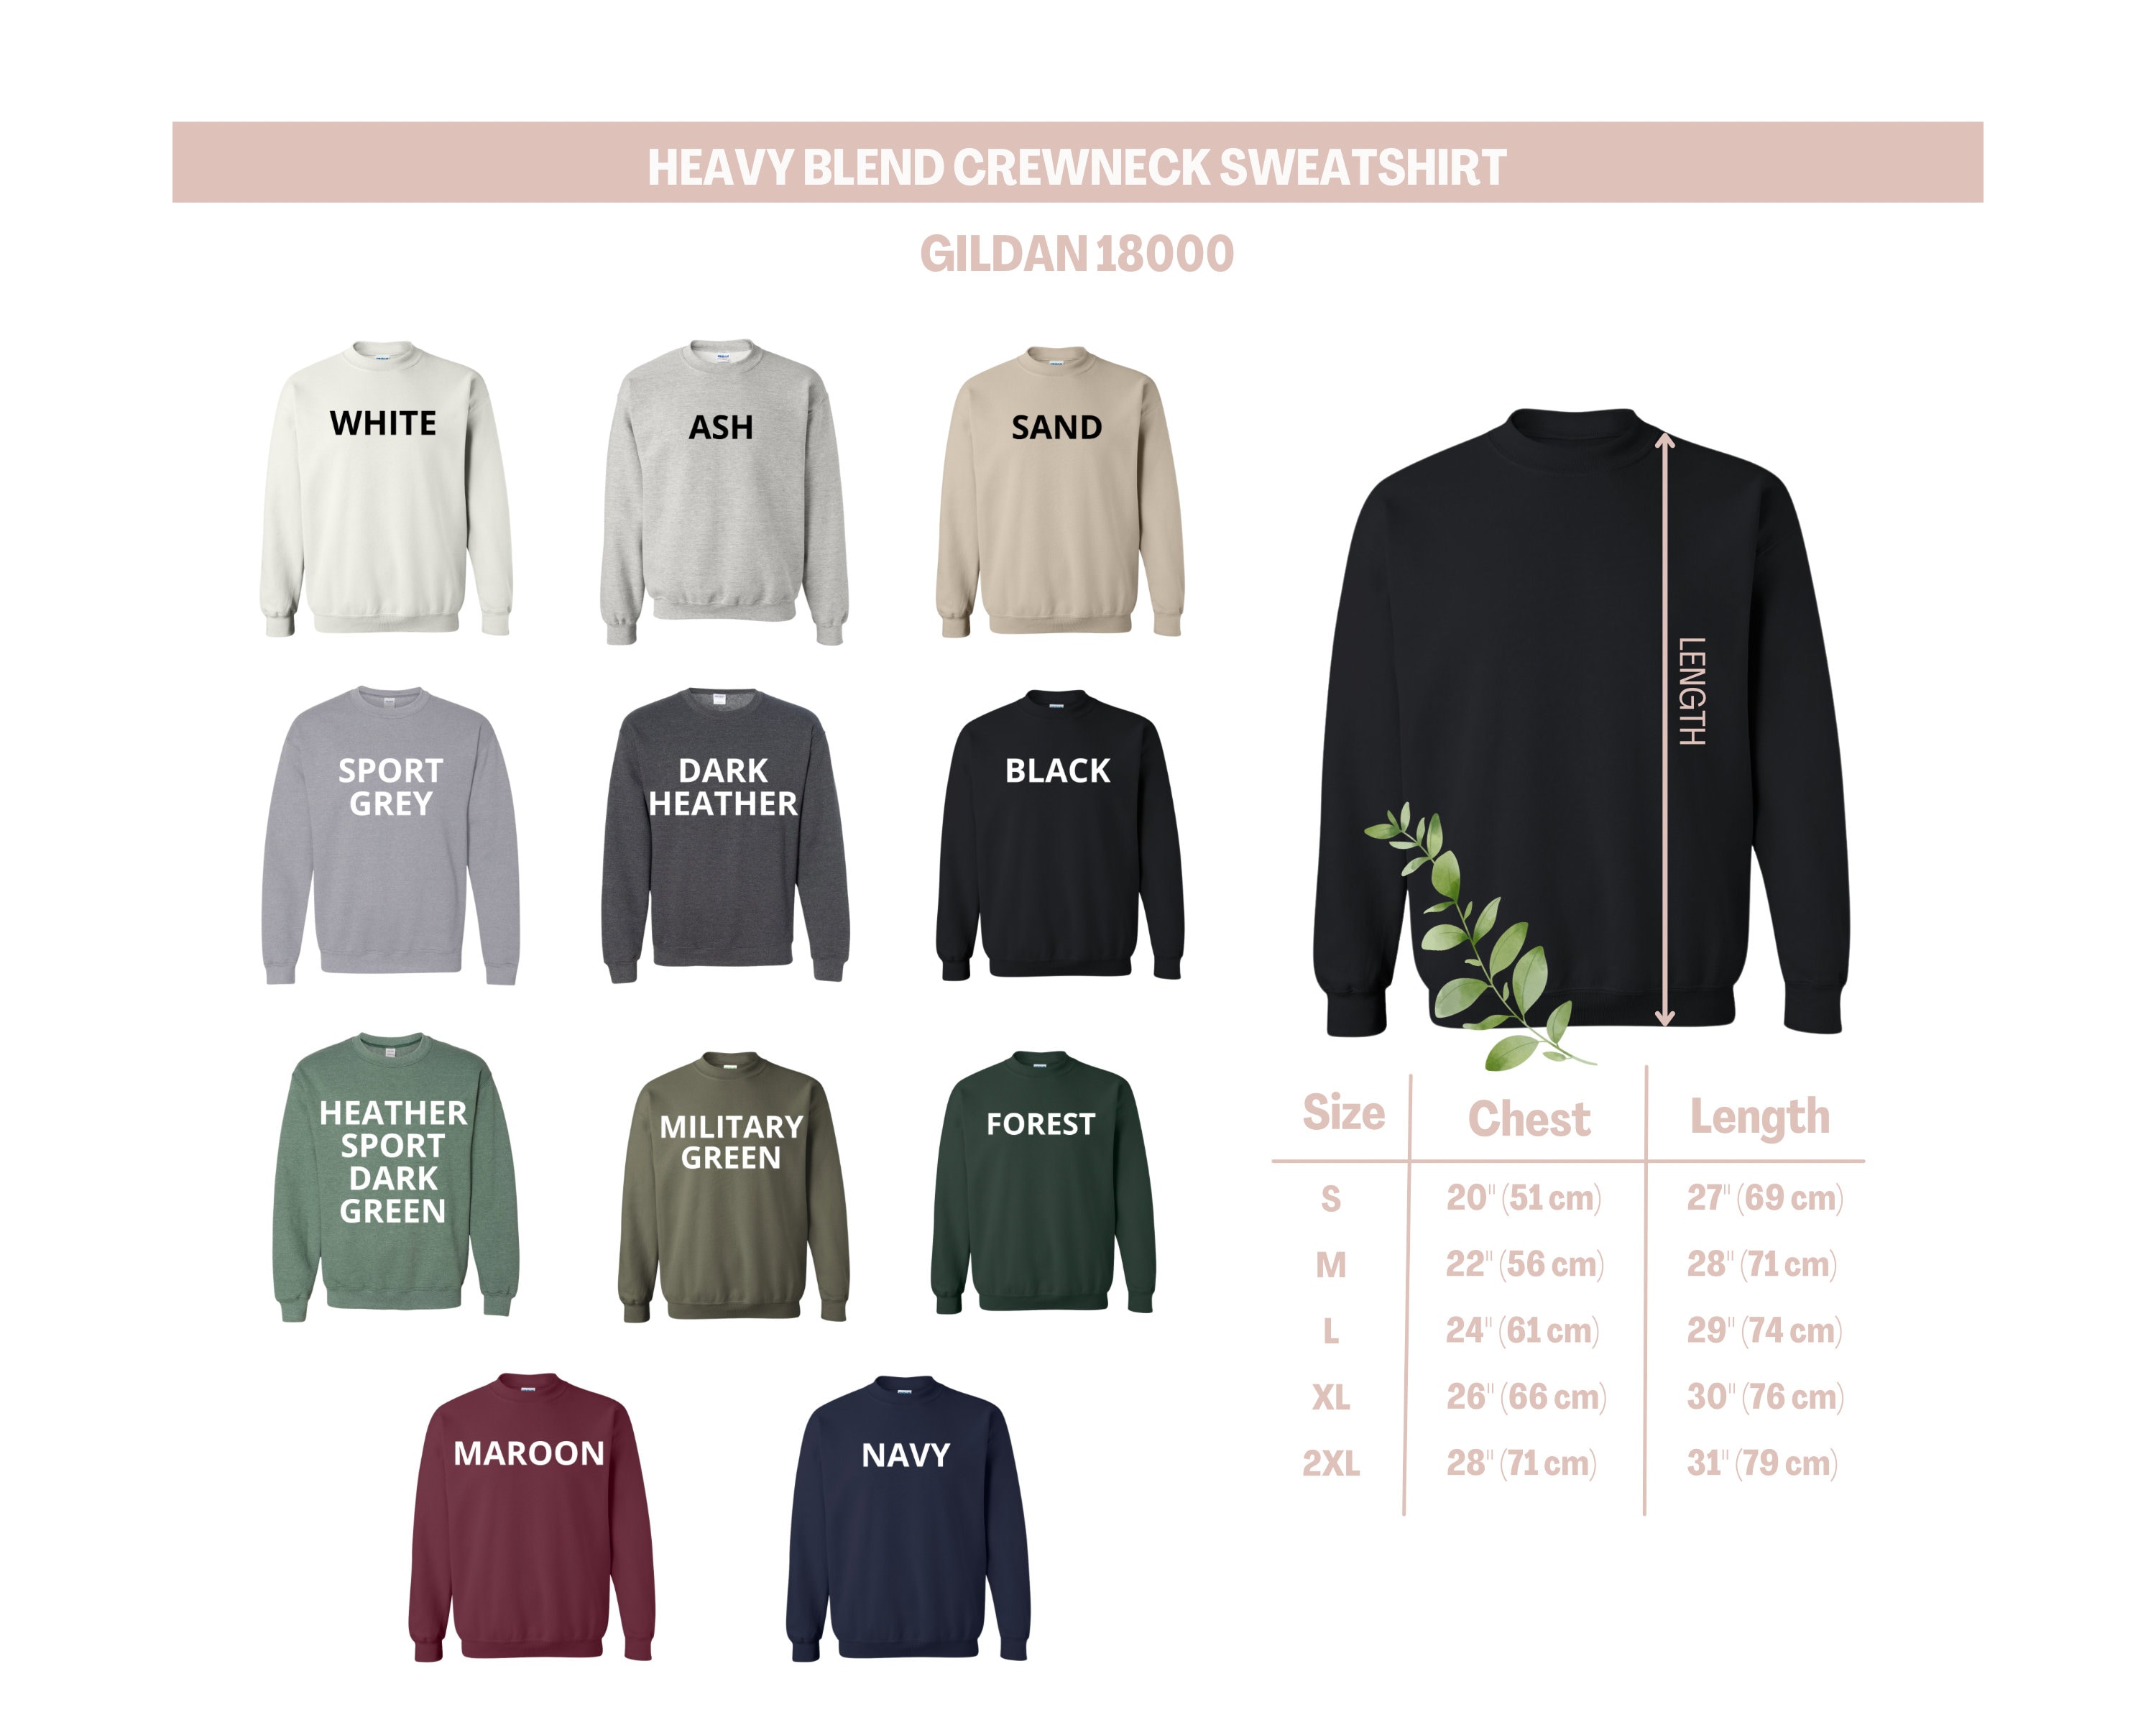 HEAVY BLEND CREWNECK SWEATSHIRT
GILDAN 18000
WHITE
ASH
SAND
SPORT
GREY
DARK
HEATHER
BLACK
HEATHER
SPORT
DARK
GREEN
MILITARY
GREEN
FOREST
MAROON
NAVY
LENGTH
Size Chest Length
S 20" (51 cm) 27" (69 cm)
M 22" (56 cm) 28" (71 cm)
L 24" (61 cm) 29" (74 cm)
XL 26" (66 cm) 30" (76 cm)
2XL 28" (71 cm) 31" (79 cm)